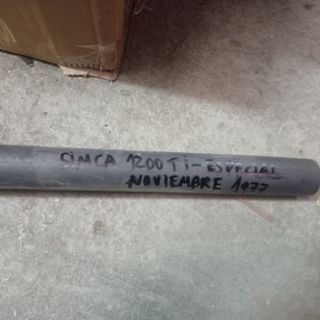 SIMCA 1200 TI - ESPECIAL
NOVIEMBRE 1977